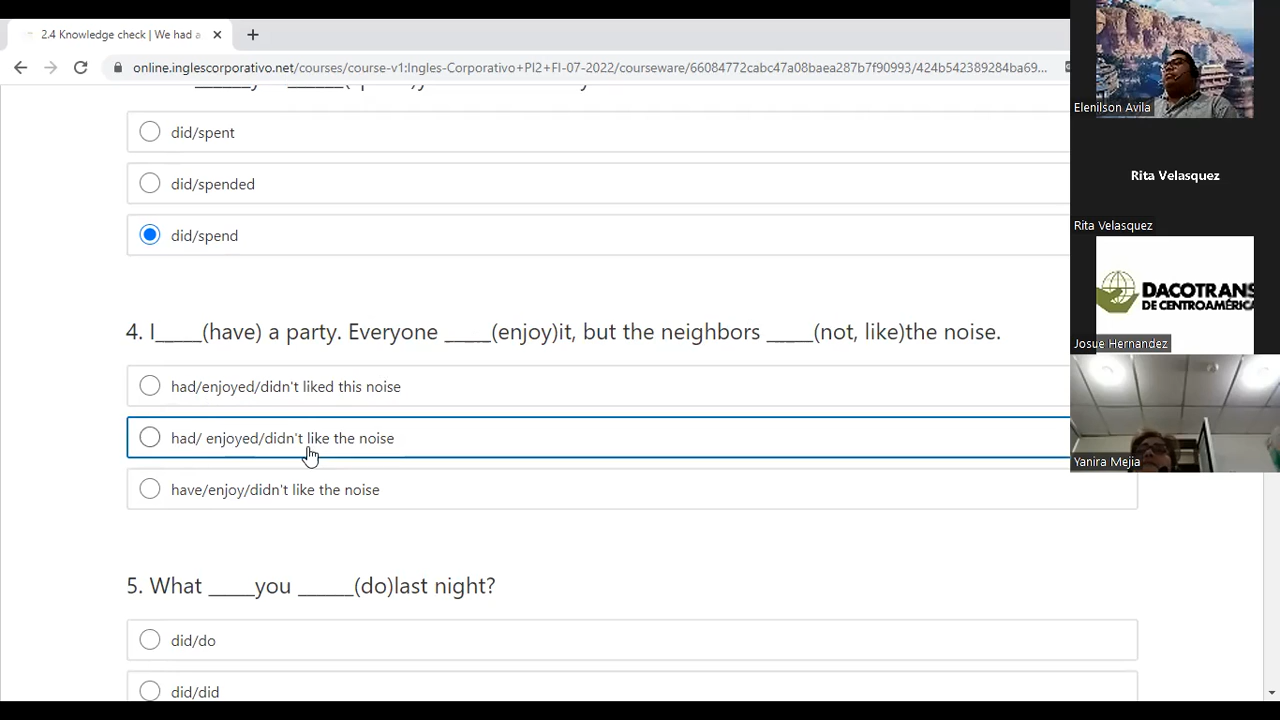 2.4 Knowledge check | We had a
online.inglescorporativo.net/courses/course-v1:Ingles-Corporativo+PI2+FI-07-2022/courseware/66084772cabc47a08baea287b7f90993/424b542389284ba69...
did/spent
did/spended
did/spend
4. I_____(have) a party. Everyone _____(enjoy)it, but the neighbors _____(not, like)the noise.
had/enjoyed/didn't liked this noise
had/ enjoyed/didn't like the noise
have/enjoy/didn't like the noise
5. What _____you ______(do)last night?
did/do
did/did
Elenilson Avila
Rita Velasquez
Rita Velasquez
DACOTRANS
DE CENTROAMÉRICA
Josue Hernandez
Yanira Mejia